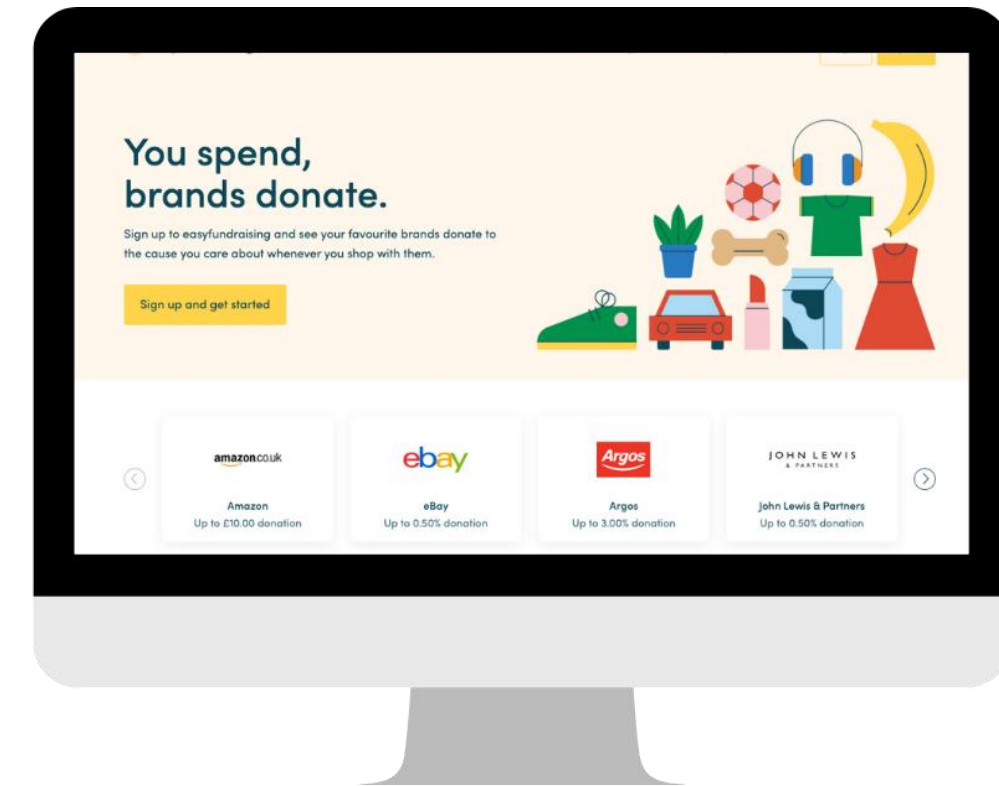 You spend,
brands donate.
Sign up to easyfundraising and see your favourite brands donate to
the cause you care about whenever you shop with them.
Sign up and get started
amazon.co.uk
ebay
Argos
JOHN LEWIS
& PARTNERS
Amazon
eBay
Argos
John Lewis & Partners
Up to £10.00 donation
Up to 0.50% donation
Up to 3.00% donation
Up to 0.50% donation